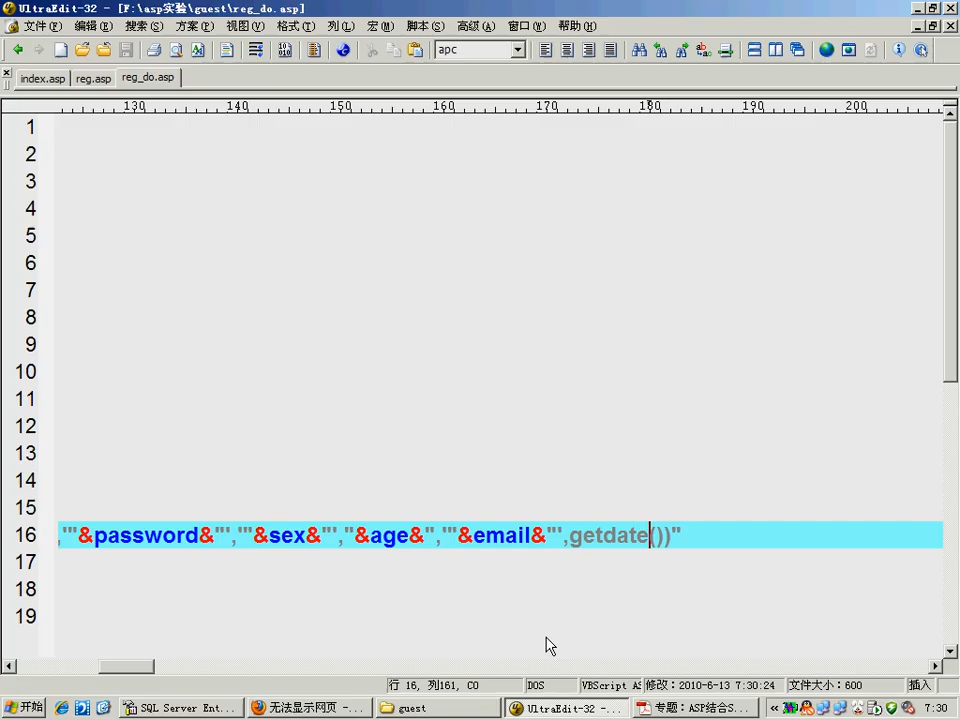 UltraEdit-32 - [F:\asp实验\guest\reg_do.asp]
文件(F) 编辑(E) 搜索(S) 方案(P) 视图(V) 格式(T) 列(L) 宏(M) 脚本(S) 高级(A) 窗口(W) 帮助(H)
apc
index.asp reg.asp reg_do.asp
130 140 150 160 170 180 190 200
1
2
3
4
5
6
7
8
9
10
11
12
13
14
15
16 ,'"&password&"','"&sex&"',"&age&",'"&email&"',getdate())"
17
18
19
行 16, 列161, C0 DOS VBScript AS 修改：2010-6-13 7:30:24 文件大小：600 插入
开始 SQL Server Ent... 无法显示网页 -... guest UltraEdit-32 -... 专题：ASP结合S... « 7:30